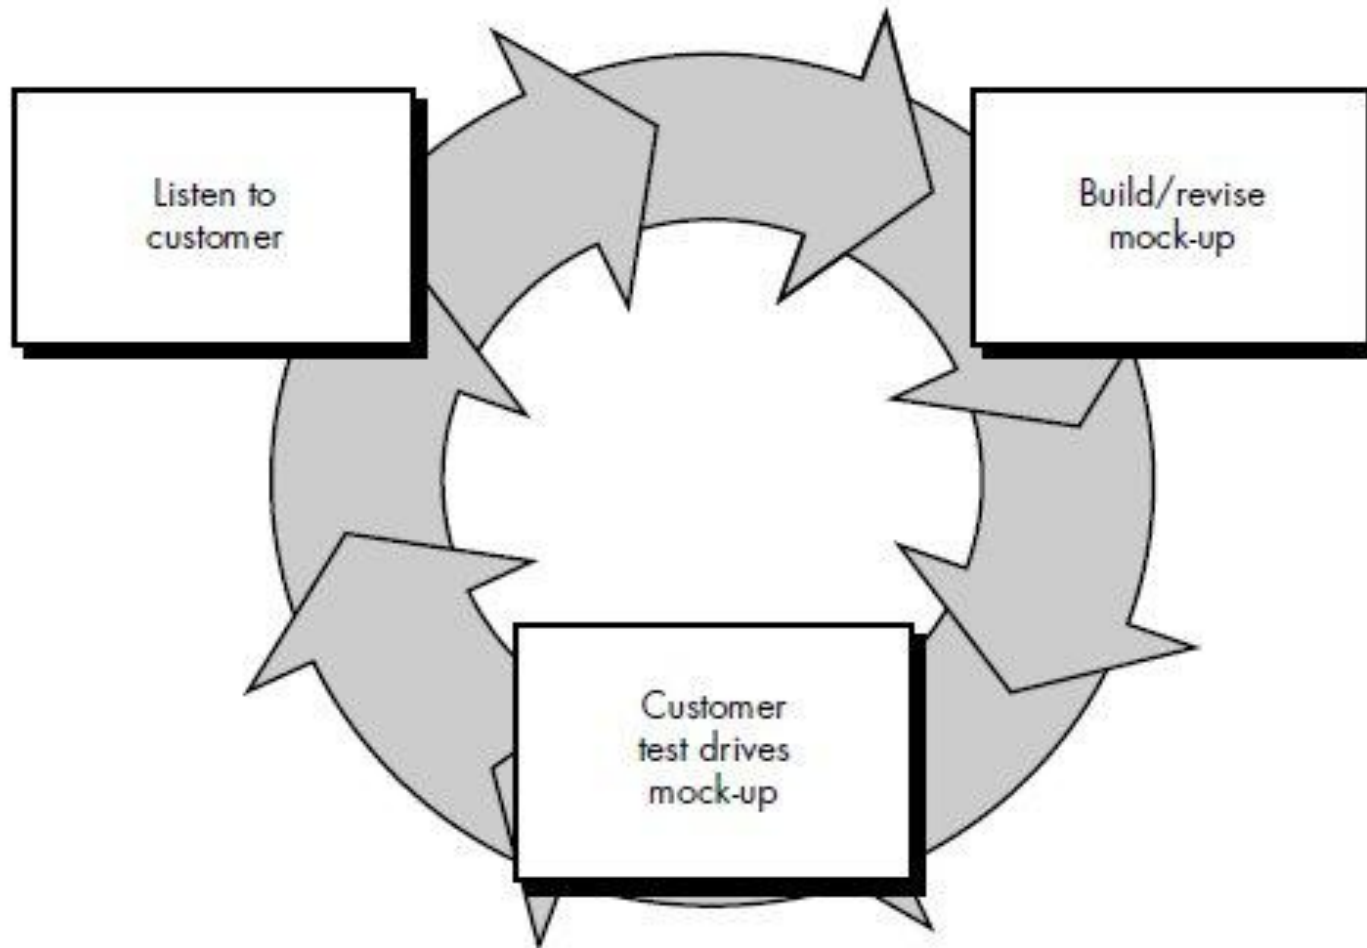 Listen to
customer
Build/revise
mock-up
Customer
test drives
mock-up